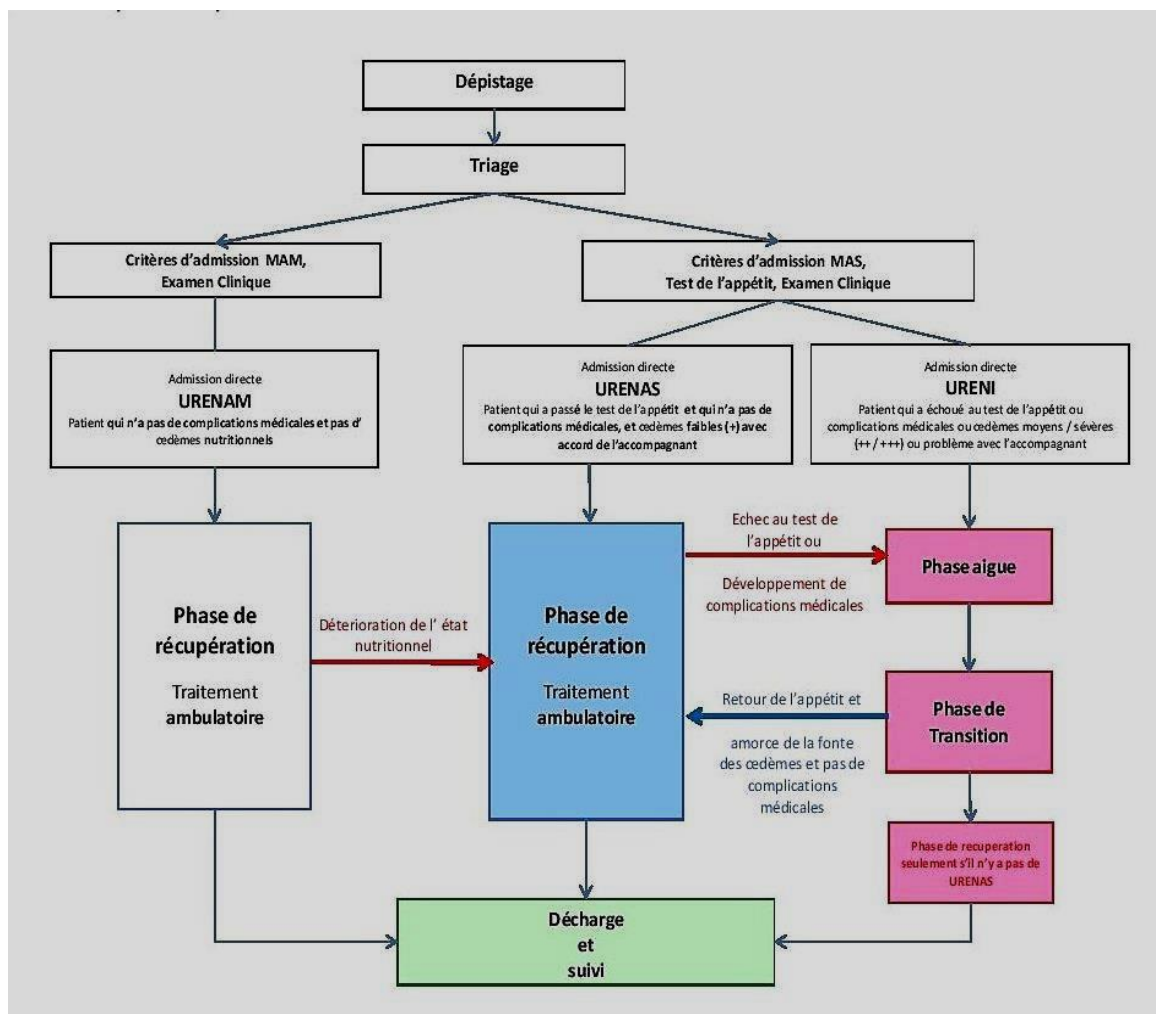 Dépistage
Triage
Critères d'admission MAM,
Examen Clinique
Critères d'admission MAS,
Test de l'appétit, Examen Clinique
Admission directe
URENAM
Patient qui n'a pas de complications médicales et pas d'
œdèmes nutritionnels
Admission directe
URENAS
Patient qui a passé le test de l'appétit et qui n'a pas de
complications médicales, et œdèmes faibles (+) avec
accord de l'accompagnant
Admission directe
URENI
Patient qui a échoué au test de l'appétit ou
complications médicales ou œdèmes moyens / sévères
(++ / +++) ou problème avec l'accompagnant
Phase de
récupération
Traitement
ambulatoire
Déterioration de l' état
nutritionnel
Phase de
récupération
Traitement
ambulatoire
Echec au test de
l'appétit ou
Développement de
complications médicales
Phase aigue
Retour de l'appétit et
amorce de la fonte
des œdèmes et pas de
complications
médicales
Phase de
Transition
Phase de recuperation
seulement s'il n'y a pas de
URENAS
Décharge
et
suivi